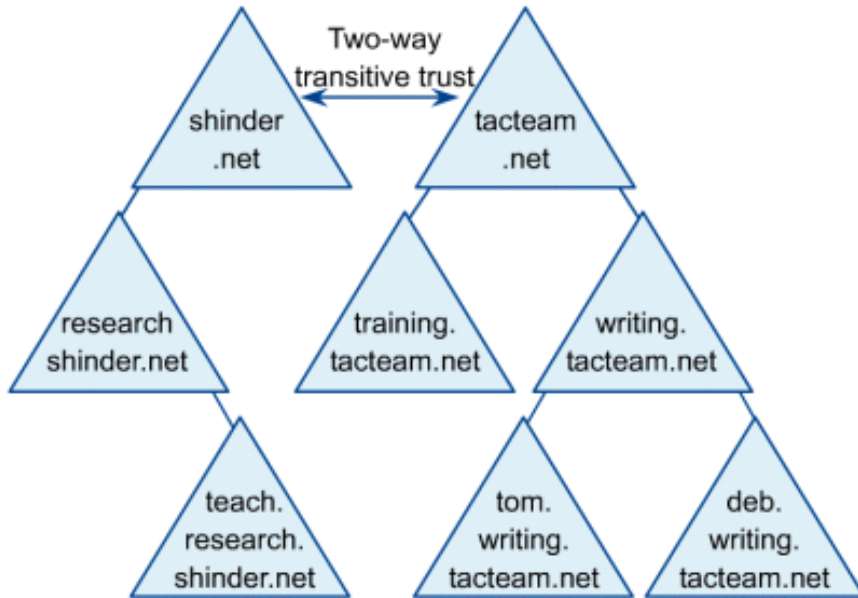 Two-way
transitive trust
shinder
.net
tacteam
.net
research
shinder.net
training.
tacteam.net
writing.
tacteam.net
teach.
research.
shinder.net
tom.
writing.
tacteam.net
deb.
writing.
tacteam.net